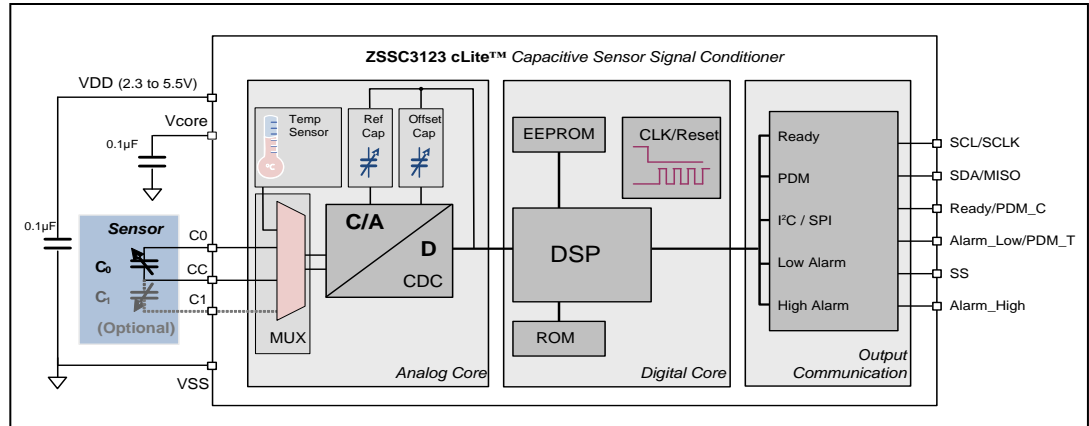 ZSSC3123 cLite™ Capacitive Sensor Signal Conditioner
VDD (2.3 to 5.5V)
Vcore
0.1µF
0.1µF
Sensor
C0
C1
(Optional)
C0
CC
C1
VSS
Temp
Sensor
ºC
Ref
Cap
Offset
Cap
MUX
C/A
D
CDC
Analog Core
EEPROM
CLK/Reset
DSP
ROM
Digital Core
Ready
PDM
I²C / SPI
Low Alarm
High Alarm
Output
Communication
SCL/SCLK
SDA/MISO
Ready/PDM_C
Alarm_Low/PDM_T
SS
Alarm_High